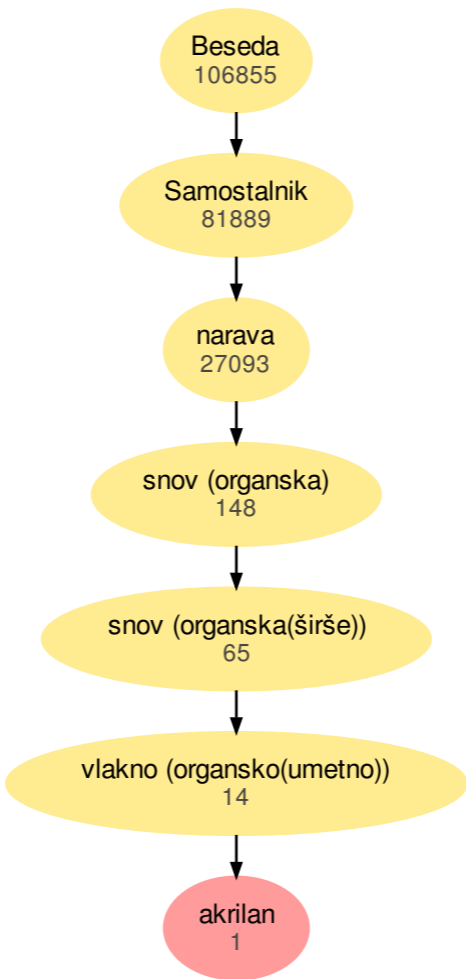 Beseda
106855
Samostalnik
81889
narava
27093
snov (organska)
148
snov (organska(širše))
65
vlakno (organsko(umetno))
14
akrilan
1